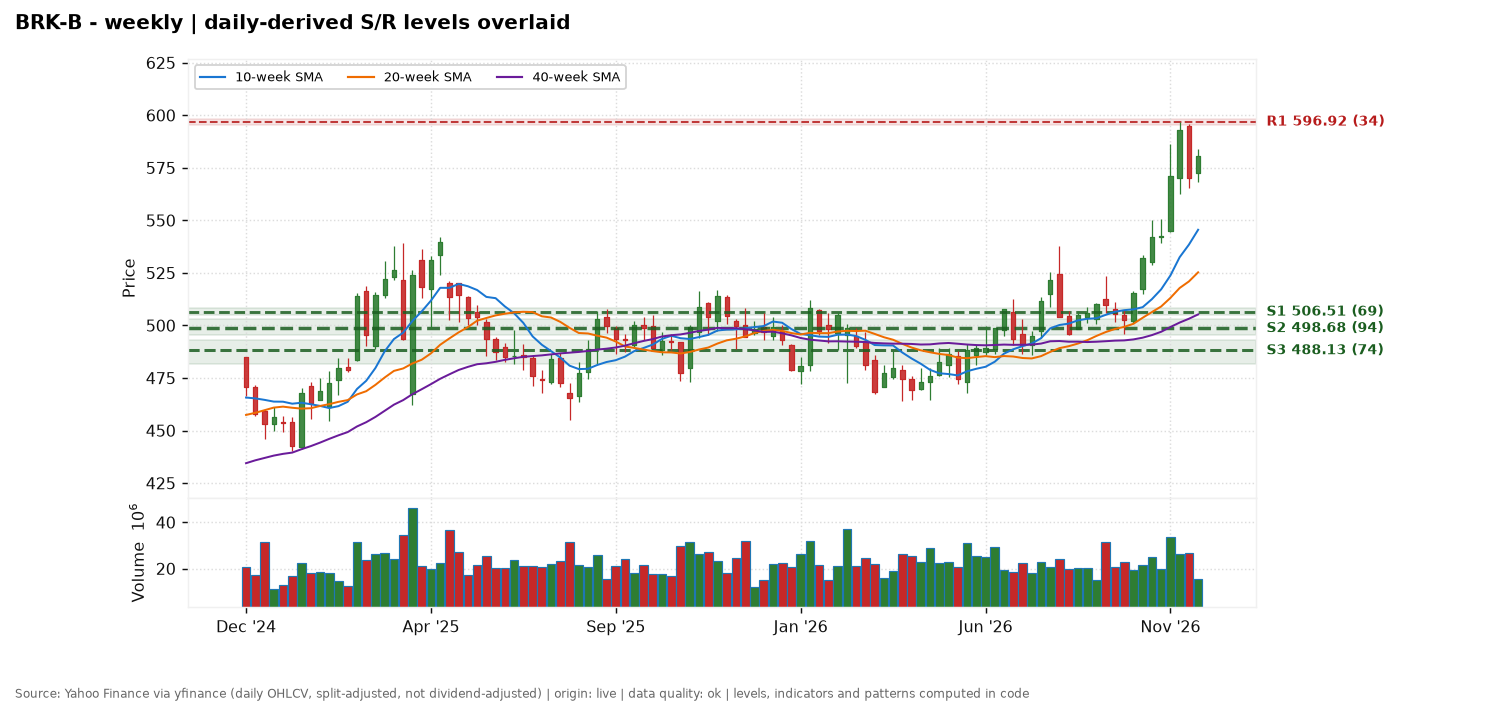 BRK-B - weekly | daily-derived S/R levels overlaid
10-week SMA 20-week SMA 40-week SMA
Price
625
600
575
550
525
500
475
450
425
R1 596.92 (34)
S1 506.51 (69)
S2 498.68 (94)
S3 488.13 (74)
Volume 10⁶
40
20
Dec '24 Apr '25 Sep '25 Jan '26 Jun '26 Nov '26
Source: Yahoo Finance via yfinance (daily OHLCV, split-adjusted, not dividend-adjusted) | origin: live | data quality: ok | levels, indicators and patterns computed in code